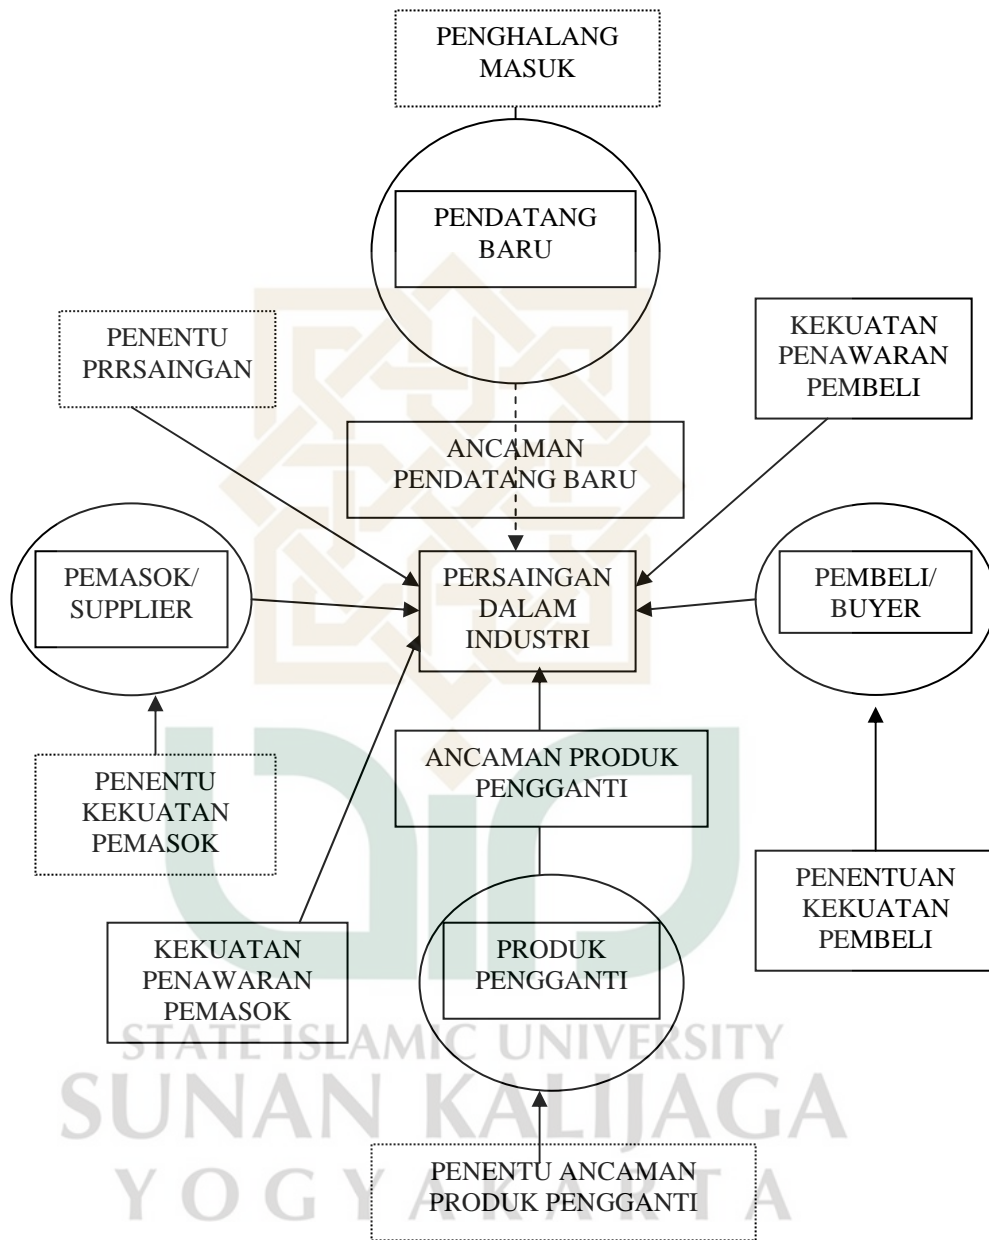 PENGHALANG
MASUK
PENDATANG
BARU
PENENTU
PRRSAINGAN
KEKUATAN
PENAWARAN
PEMBELI
ANCAMAN
PENDATANG BARU
PEMASOK/
SUPPLIER
PERSAINGAN
DALAM
INDUSTRI
PEMBELI/
BUYER
PENENTU
KEKUATAN
PEMASOK
ANCAMAN PRODUK
PENGGANTI
PENENTUAN
KEKUATAN
PEMBELI
KEKUATAN
PENAWARAN
PEMASOK
PRODUK
PENGGANTI
STATE ISLAMIC UNIVERSITY
SUNAN KALIJAGA
YOGYAKARTA
PENENTU ANCAMAN
PRODUK PENGGANTI